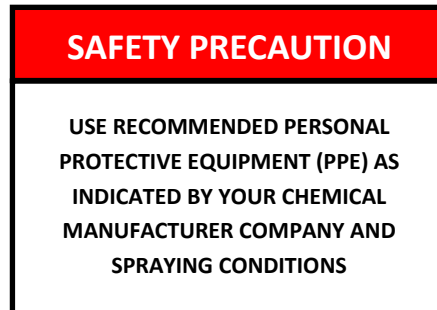 SAFETY PRECAUTION
USE RECOMMENDED PERSONAL
PROTECTIVE EQUIPMENT (PPE) AS
INDICATED BY YOUR CHEMICAL
MANUFACTURER COMPANY AND
SPRAYING CONDITIONS